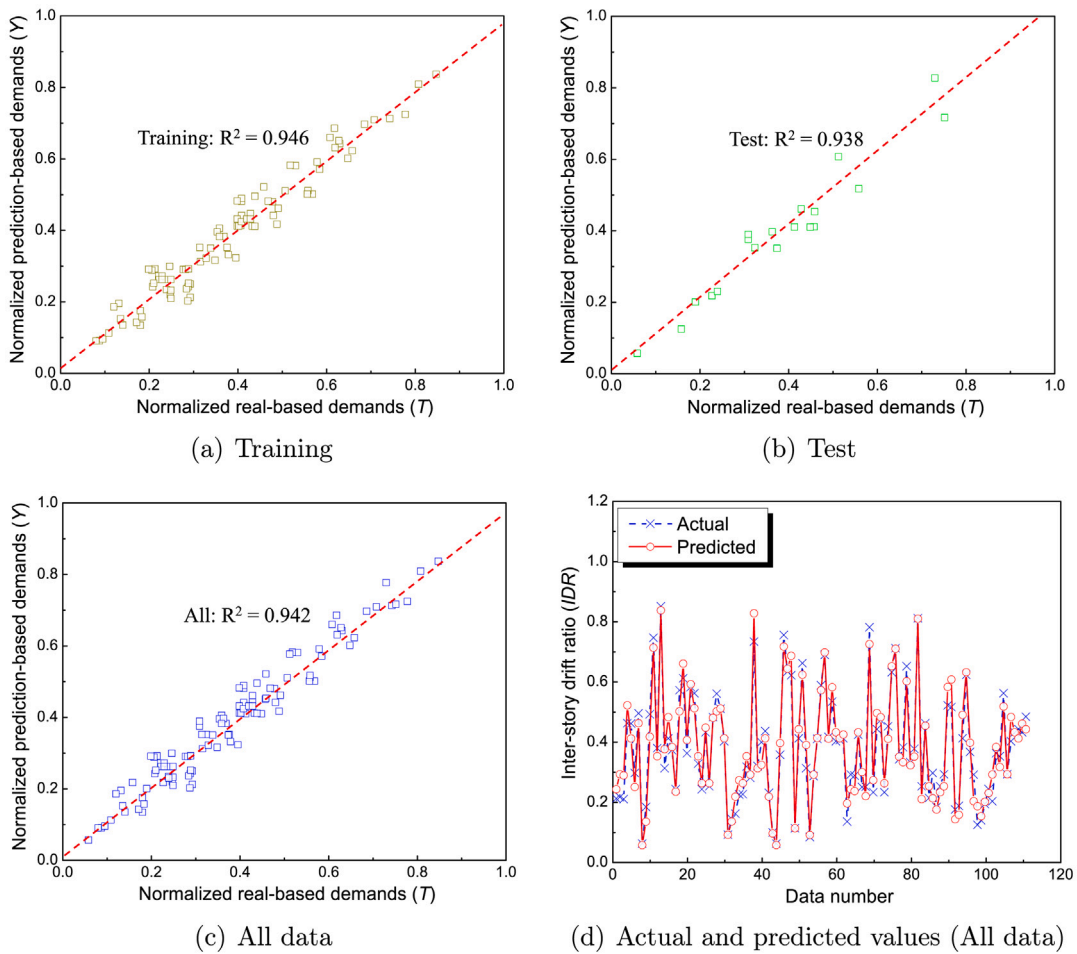 Normalized prediction-based demands (Y)
1.0
0.8
0.6
0.4
0.2
0.0
Training: R² = 0.946
0.0 0.2 0.4 0.6 0.8 1.0
Normalized real-based demands (T)
(a) Training
Normalized prediction-based demands (Y)
1.0
0.8
0.6
0.4
0.2
0.0
Test: R² = 0.938
0.0 0.2 0.4 0.6 0.8 1.0
Normalized real-based demands (T)
(b) Test
Normalized prediction-based demands (Y)
1.0
0.8
0.6
0.4
0.2
0.0
All: R² = 0.942
0.0 0.2 0.4 0.6 0.8 1.0
Normalized real-based demands (T)
(c) All data
Inter-story drift ratio (IDR)
1.2
1.0
0.8
0.6
0.4
0.2
0.0
Actual
Predicted
0 20 40 60 80 100 120
Data number
(d) Actual and predicted values (All data)